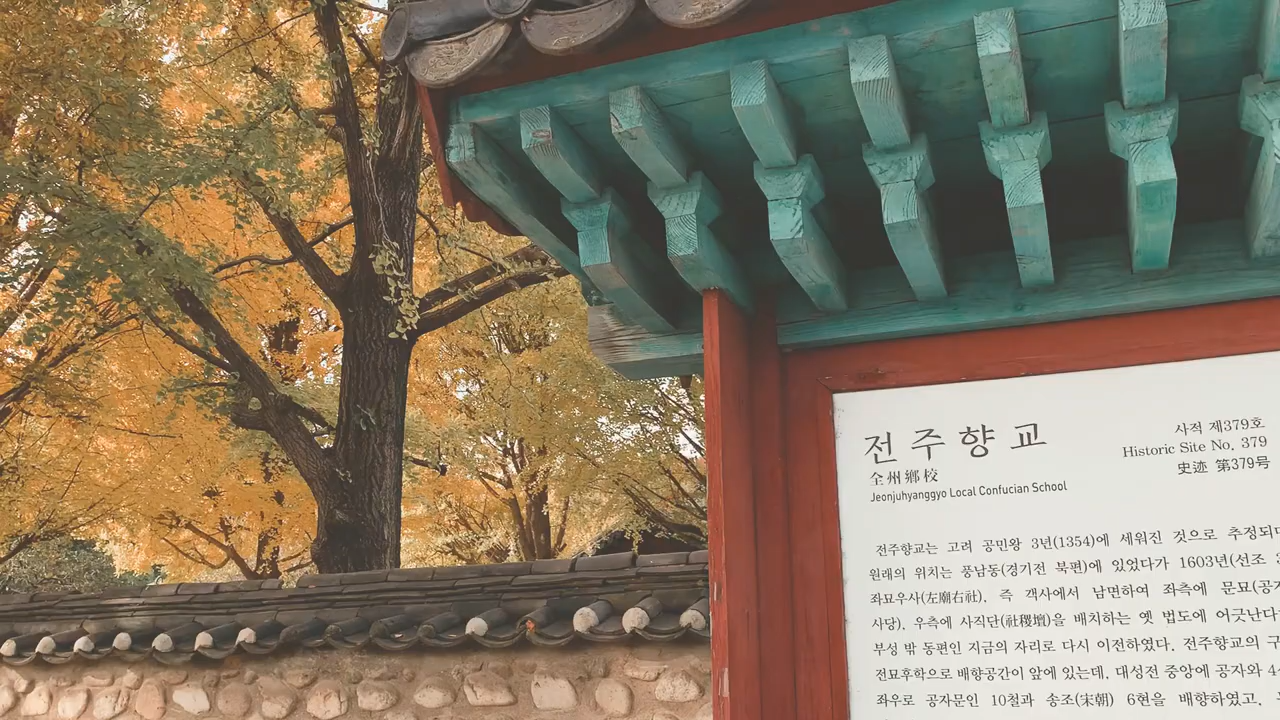 전주향교
全州鄕校
Jeonjuhyanggyo Local Confucian School
사적 제379호
Historic Site No. 379
史迹 第379号
전주향교는 고려 공민왕 3년(1354)에 세워진 것으로
원래의 위치는 풍남동(경기전 북편)에 있었다가 1603년(선조
좌묘우사(左廟右社), 즉 객사에서 남면하여 좌측에 문묘(공
사당), 우측에 사직단(社稷壇)을 배치하는 옛 법도에 어긋난다
부성 밖 동편인 지금의 자리로 다시 이전하였다. 전주향교의
전묘후학으로 배향공간이 앞에 있는데, 대성전 중앙에 공자와 4
좌우로 공자문인 10철과 송조(宋朝) 6현을 배향하였고,